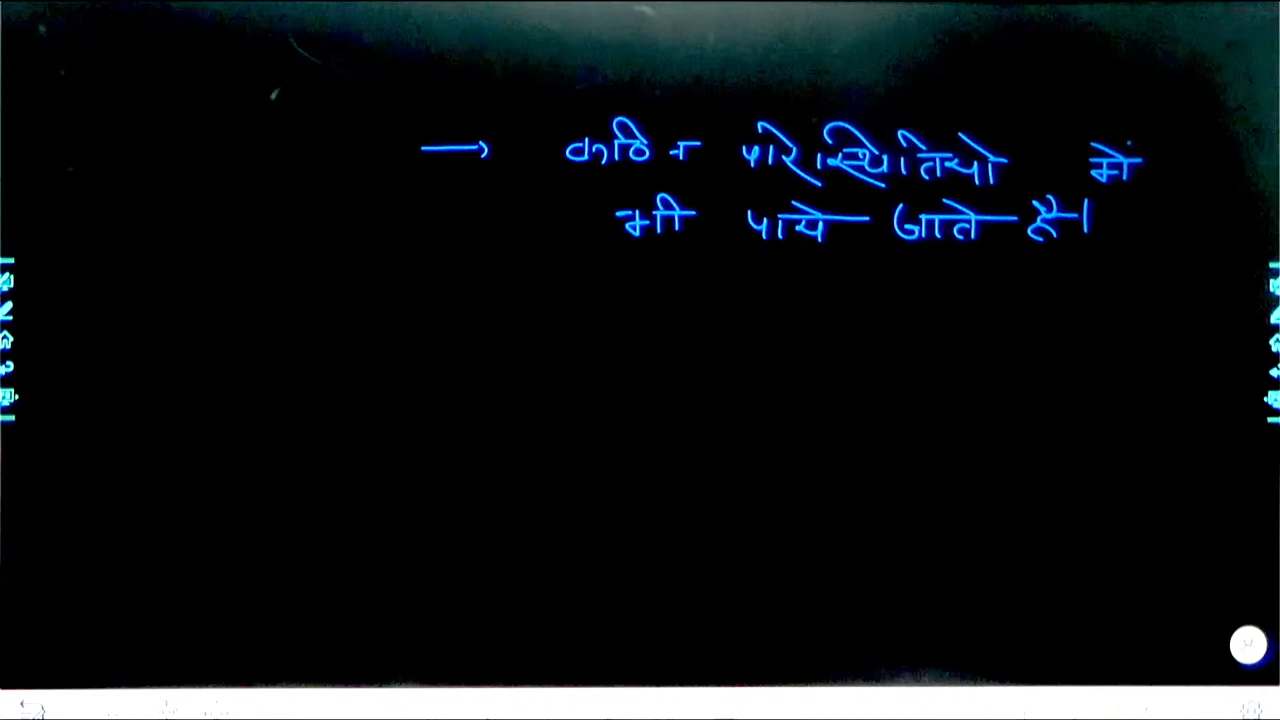 → कठिन परिस्थितियो में
भी पाये जाते है।